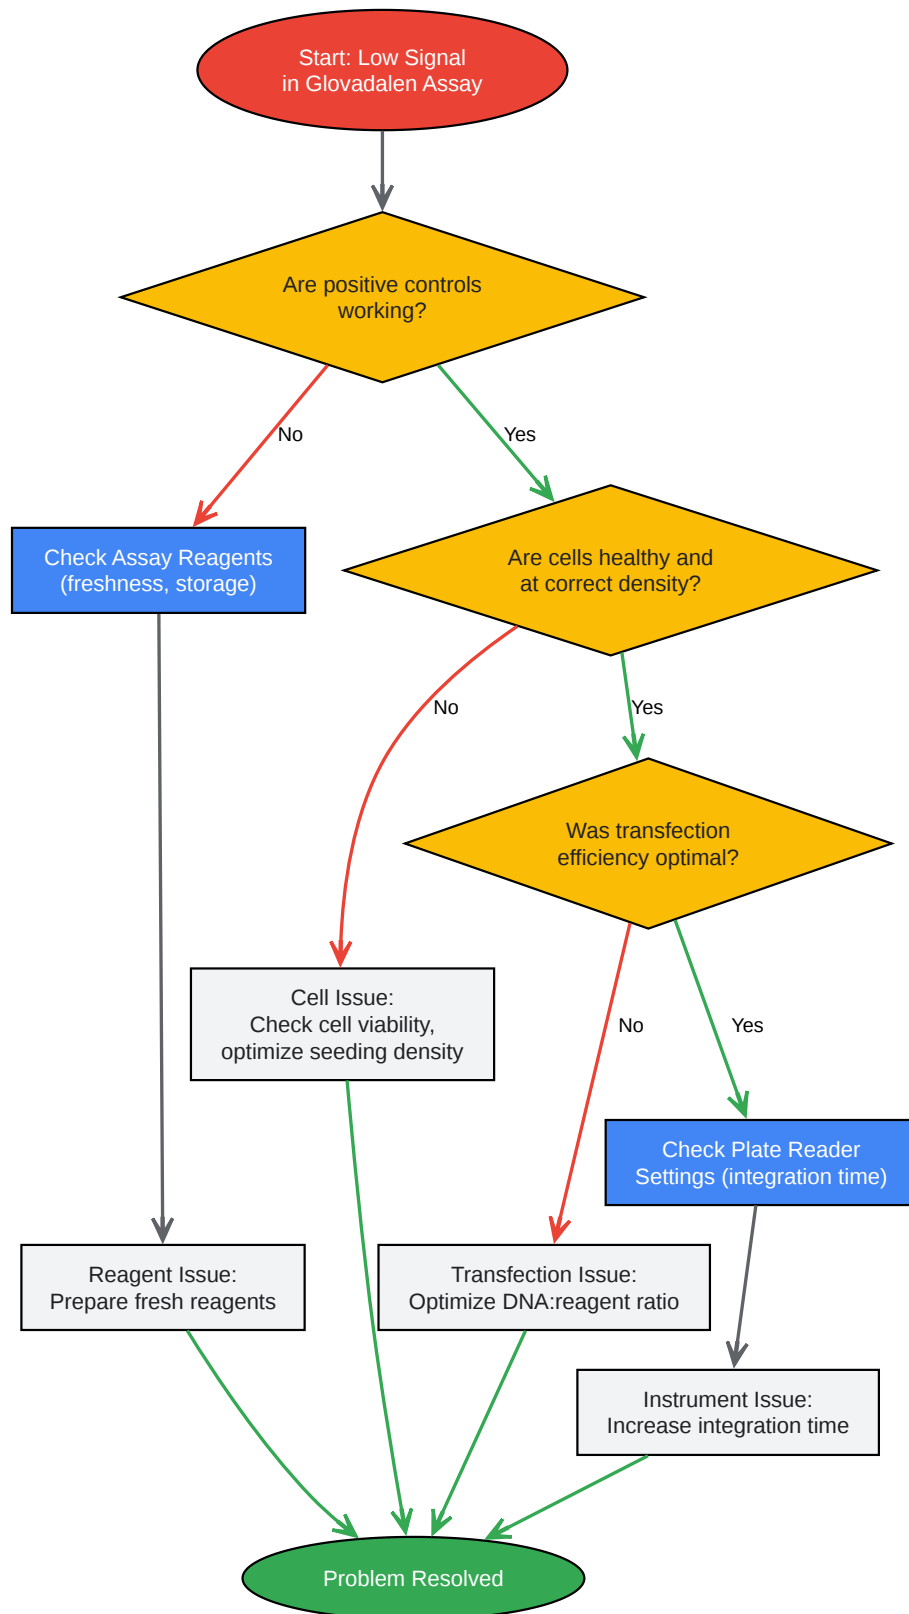 Start: Low Signal
in Glovadalen Assay
Are positive controls
working?
No
Yes
Check Assay Reagents
(freshness, storage)
Are cells healthy and
at correct density?
No
Yes
Was transfection
efficiency optimal?
Cell Issue:
Check cell viability,
optimize seeding density
No
Yes
Check Plate Reader
Settings (integration time)
Reagent Issue:
Prepare fresh reagents
Transfection Issue:
Optimize DNA:reagent ratio
Instrument Issue:
Increase integration time
Problem Resolved